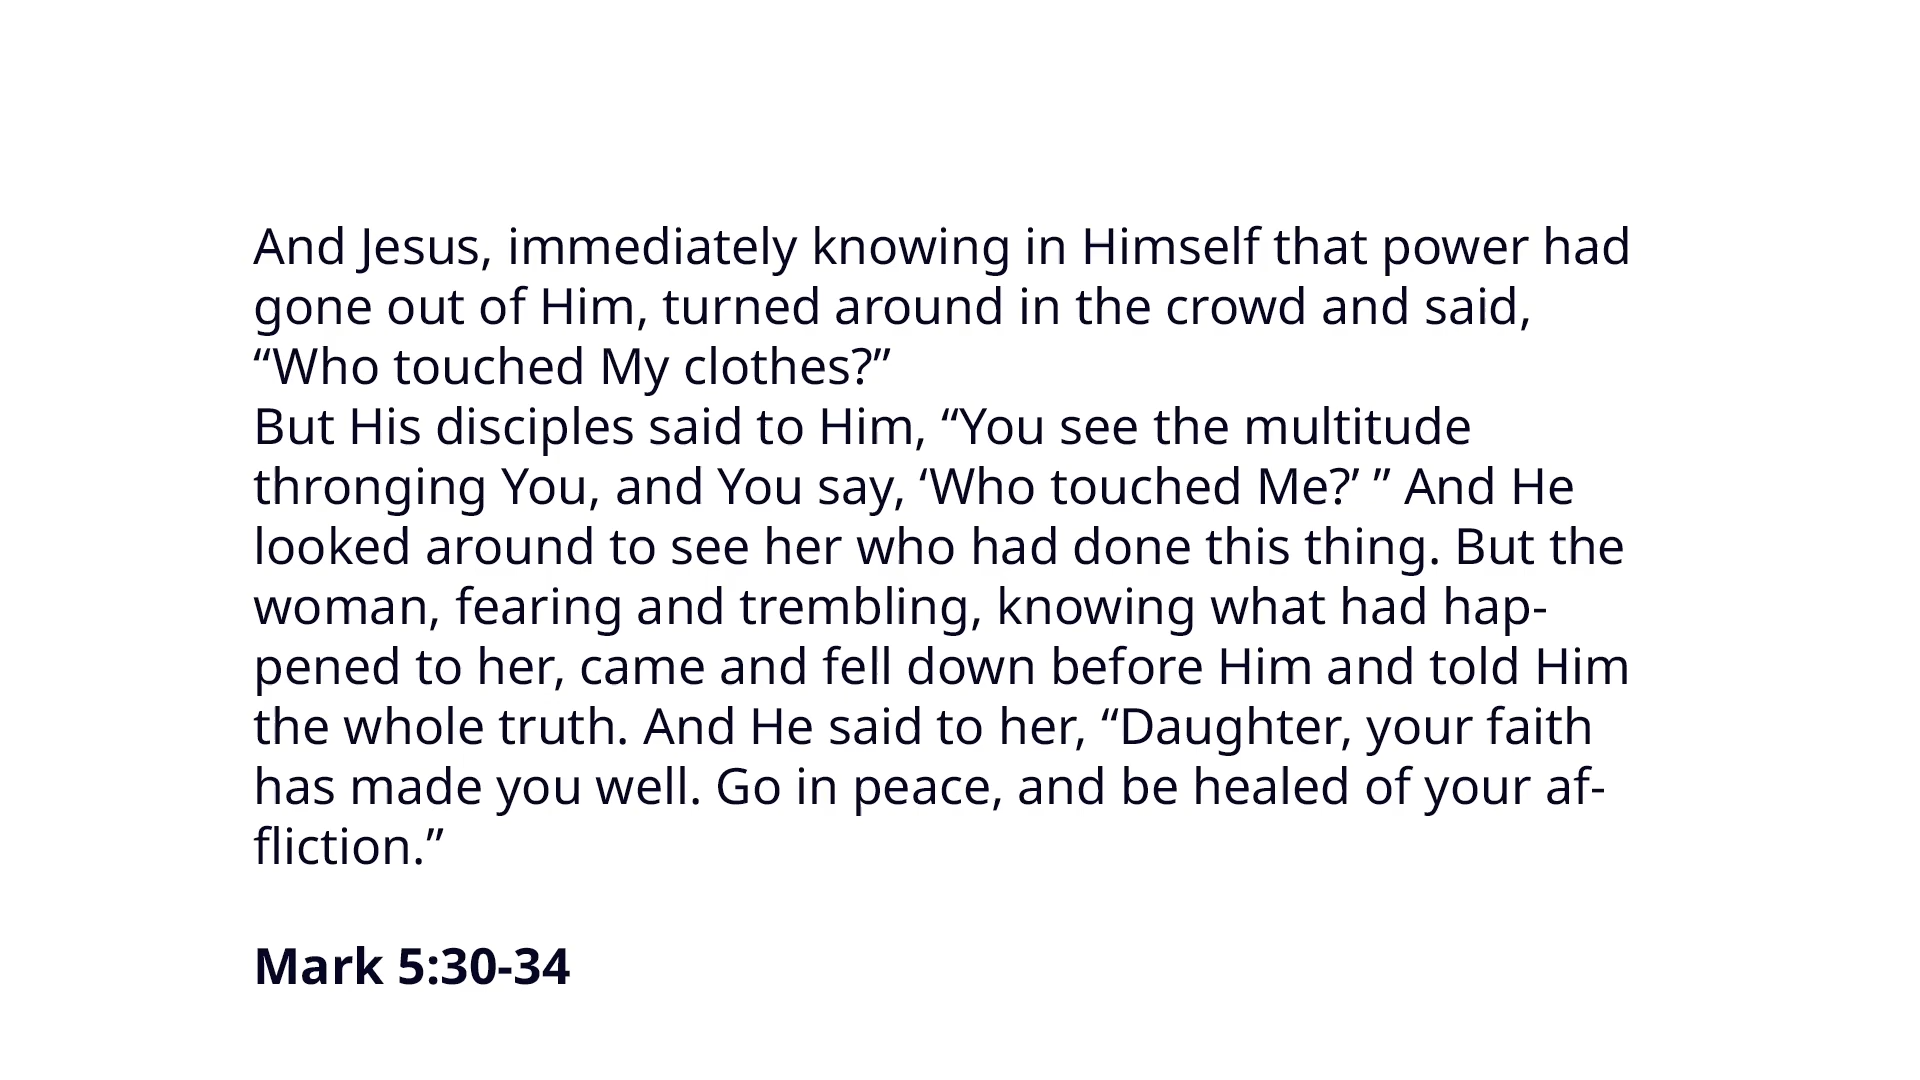 And Jesus, immediately knowing in Himself that power had
gone out of Him, turned around in the crowd and said,
“Who touched My clothes?”
But His disciples said to Him, “You see the multitude
thronging You, and You say, ‘Who touched Me?’ ” And He
looked around to see her who had done this thing. But the
woman, fearing and trembling, knowing what had hap-
pened to her, came and fell down before Him and told Him
the whole truth. And He said to her, “Daughter, your faith
has made you well. Go in peace, and be healed of your af-
fliction.”
Mark 5:30-34